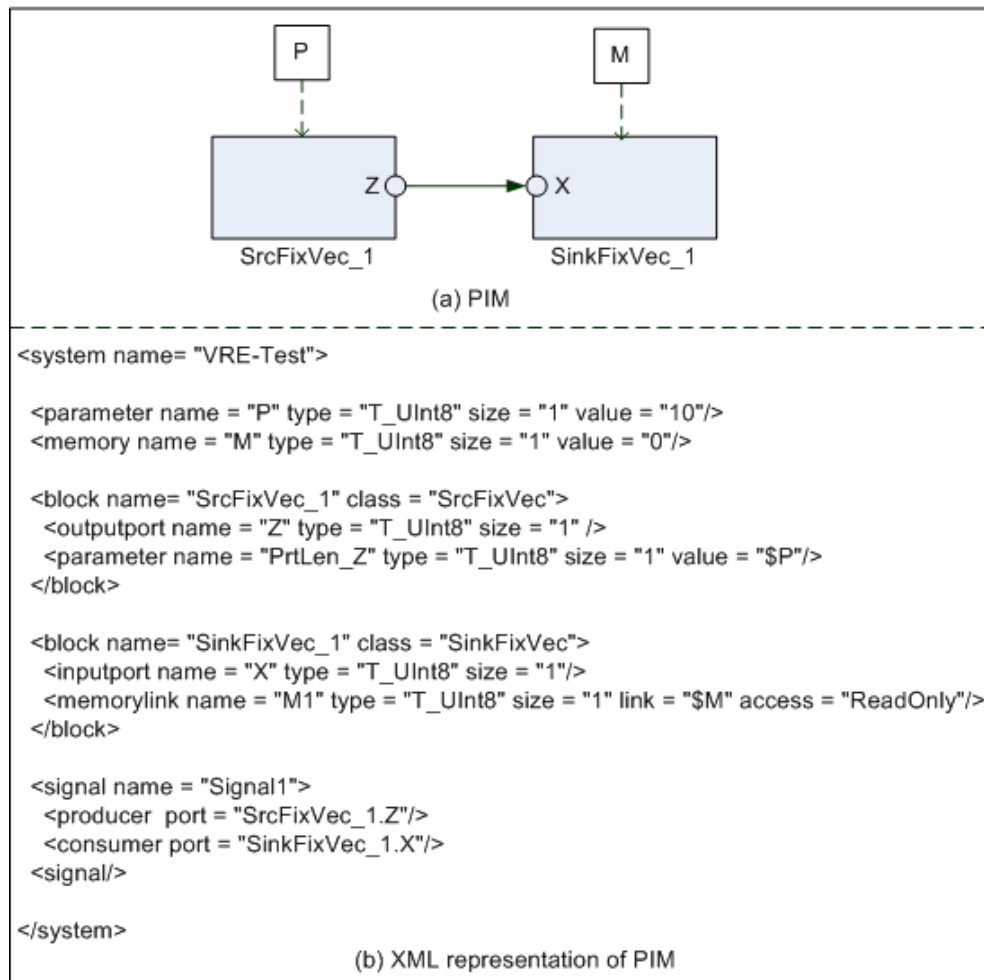 P
M
Z
X
SrcFixVec_1
SinkFixVec_1
(a) PIM
<system name= "VRE-Test">
<parameter name = "P" type = "T_UInt8" size = "1" value = "10"/>
<memory name = "M" type = "T_UInt8" size = "1" value = "0"/>
<block name= "SrcFixVec_1" class = "SrcFixVec">
<outputport name = "Z" type = "T_UInt8" size = "1" />
<parameter name = "PrtLen_Z" type = "T_UInt8" size = "1" value = "$P"/>
</block>
<block name= "SinkFixVec_1" class = "SinkFixVec">
<inputport name = "X" type = "T_UInt8" size = "1"/>
<memorylink name = "M1" type = "T_UInt8" size = "1" link = "$M" access = "ReadOnly"/>
</block>
<signal name = "Signal1">
<producer  port = "SrcFixVec_1.Z"/>
<consumer port = "SinkFixVec_1.X"/>
<signal/>
</system>
(b) XML representation of PIM